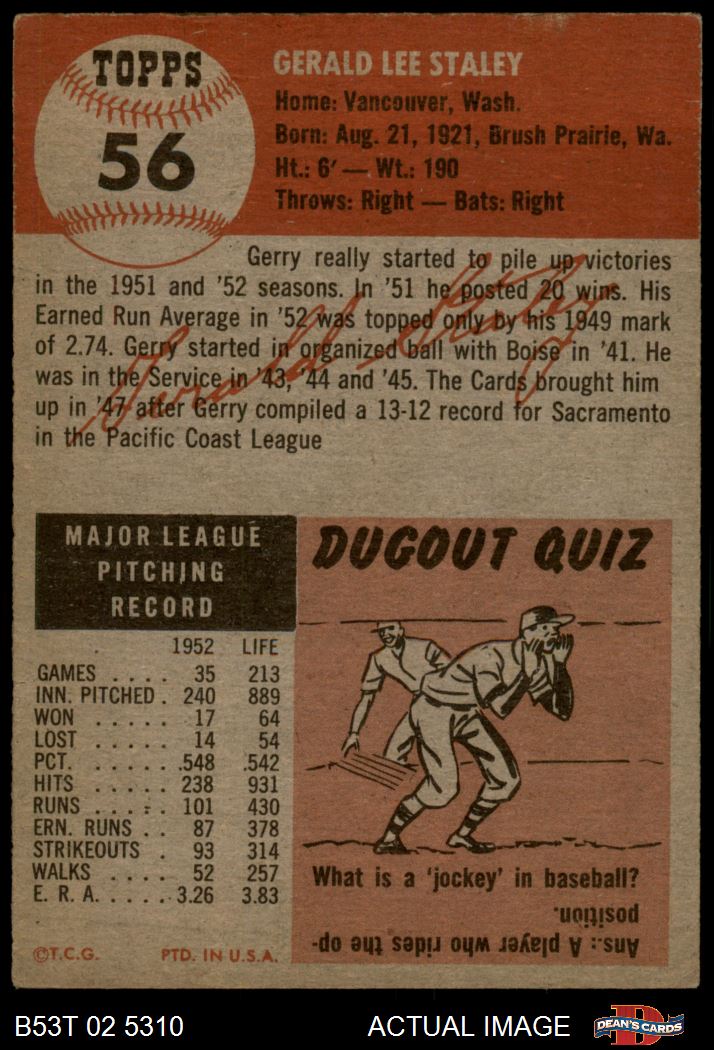 TOPPS
56
GERALD LEE STALEY
Home: Vancouver, Wash.
Born: Aug. 21, 1921, Brush Prairie, Wa.
Ht.: 6' — Wt.: 190
Throws: Right — Bats: Right
Gerry really started to pile up victories
in the 1951 and '52 seasons. In '51 he posted 20 wins. His
Earned Run Average in '52 was topped only by his 1949 mark
of 2.74. Gerry started in organized ball with Boise in '41. He
was in the Service in '43, '44 and '45. The Cards brought him
up in '47 after Gerry compiled a 13-12 record for Sacramento
in the Pacific Coast League
Gerald Staley
MAJOR LEAGUE
PITCHING
RECORD
1952 LIFE
GAMES . . . . 35 213
INN. PITCHED . 240 889
WON . . . . . 17 64
LOST . . . . . 14 54
PCT. . . . . . .548 .542
HITS . . . . . 238 931
RUNS . . . . . 101 430
ERN. RUNS . . 87 378
STRIKEOUTS . 93 314
WALKS . . . . 52 257
E. R. A. . . . . . 3.26 3.83
©T.C.G. PTD. IN U.S.A.
DUGOUT QUIZ
What is a 'jockey' in baseball?
Ans.: A player who rides the op-
position.
B53T 02 5310
ACTUAL IMAGE
D
DEAN'S CARDS